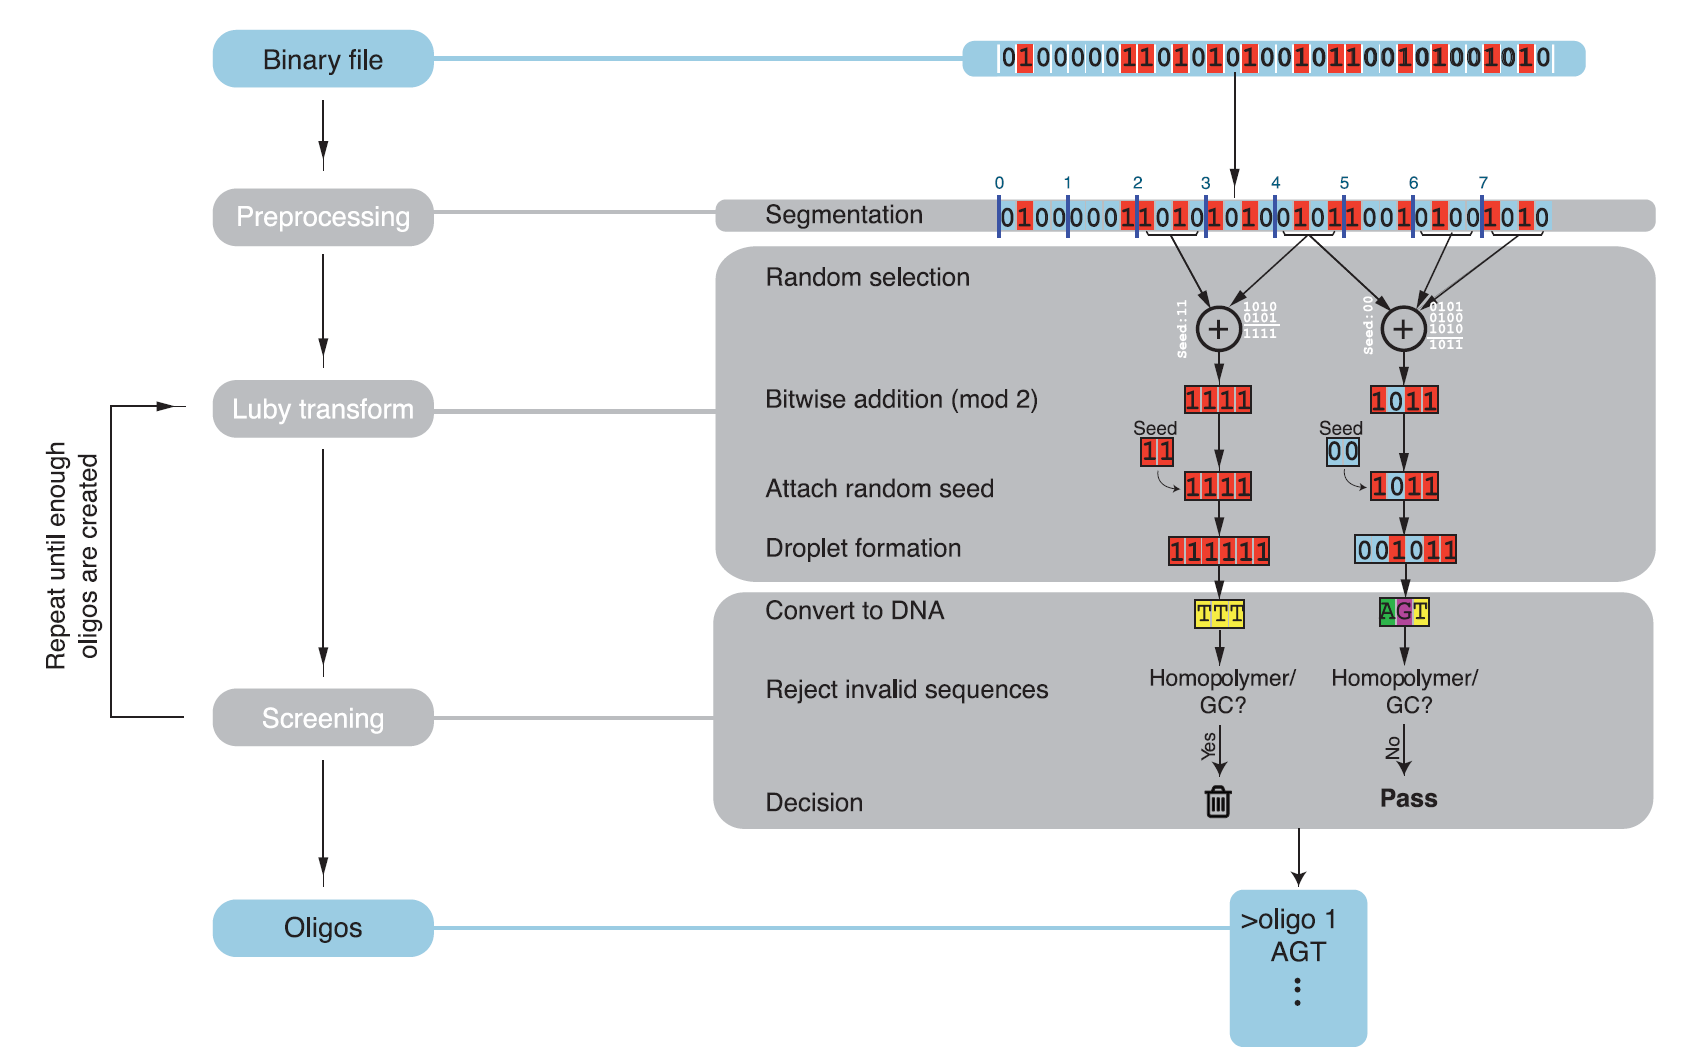 Binary file
01000001101010100101100101001010
0 1 2 3 4 5 6 7
Preprocessing
Segmentation
01000001101010100101100101001010
Random selection
Seed:11
1010
0101
1111
Seed:00
0101
0100
1010
1011
+
+
Luby transform
Bitwise addition (mod 2)
1111
1011
Seed
11
Seed
00
Attach random seed
1111
1011
Droplet formation
111111
001011
Repeat until enough
oligos are created
Convert to DNA
TTT
AGT
Screening
Reject invalid sequences
Homopolymer/
GC?
Homopolymer/
GC?
Yes
No
Decision
Pass
Oligos
>oligo 1
AGT
⋮